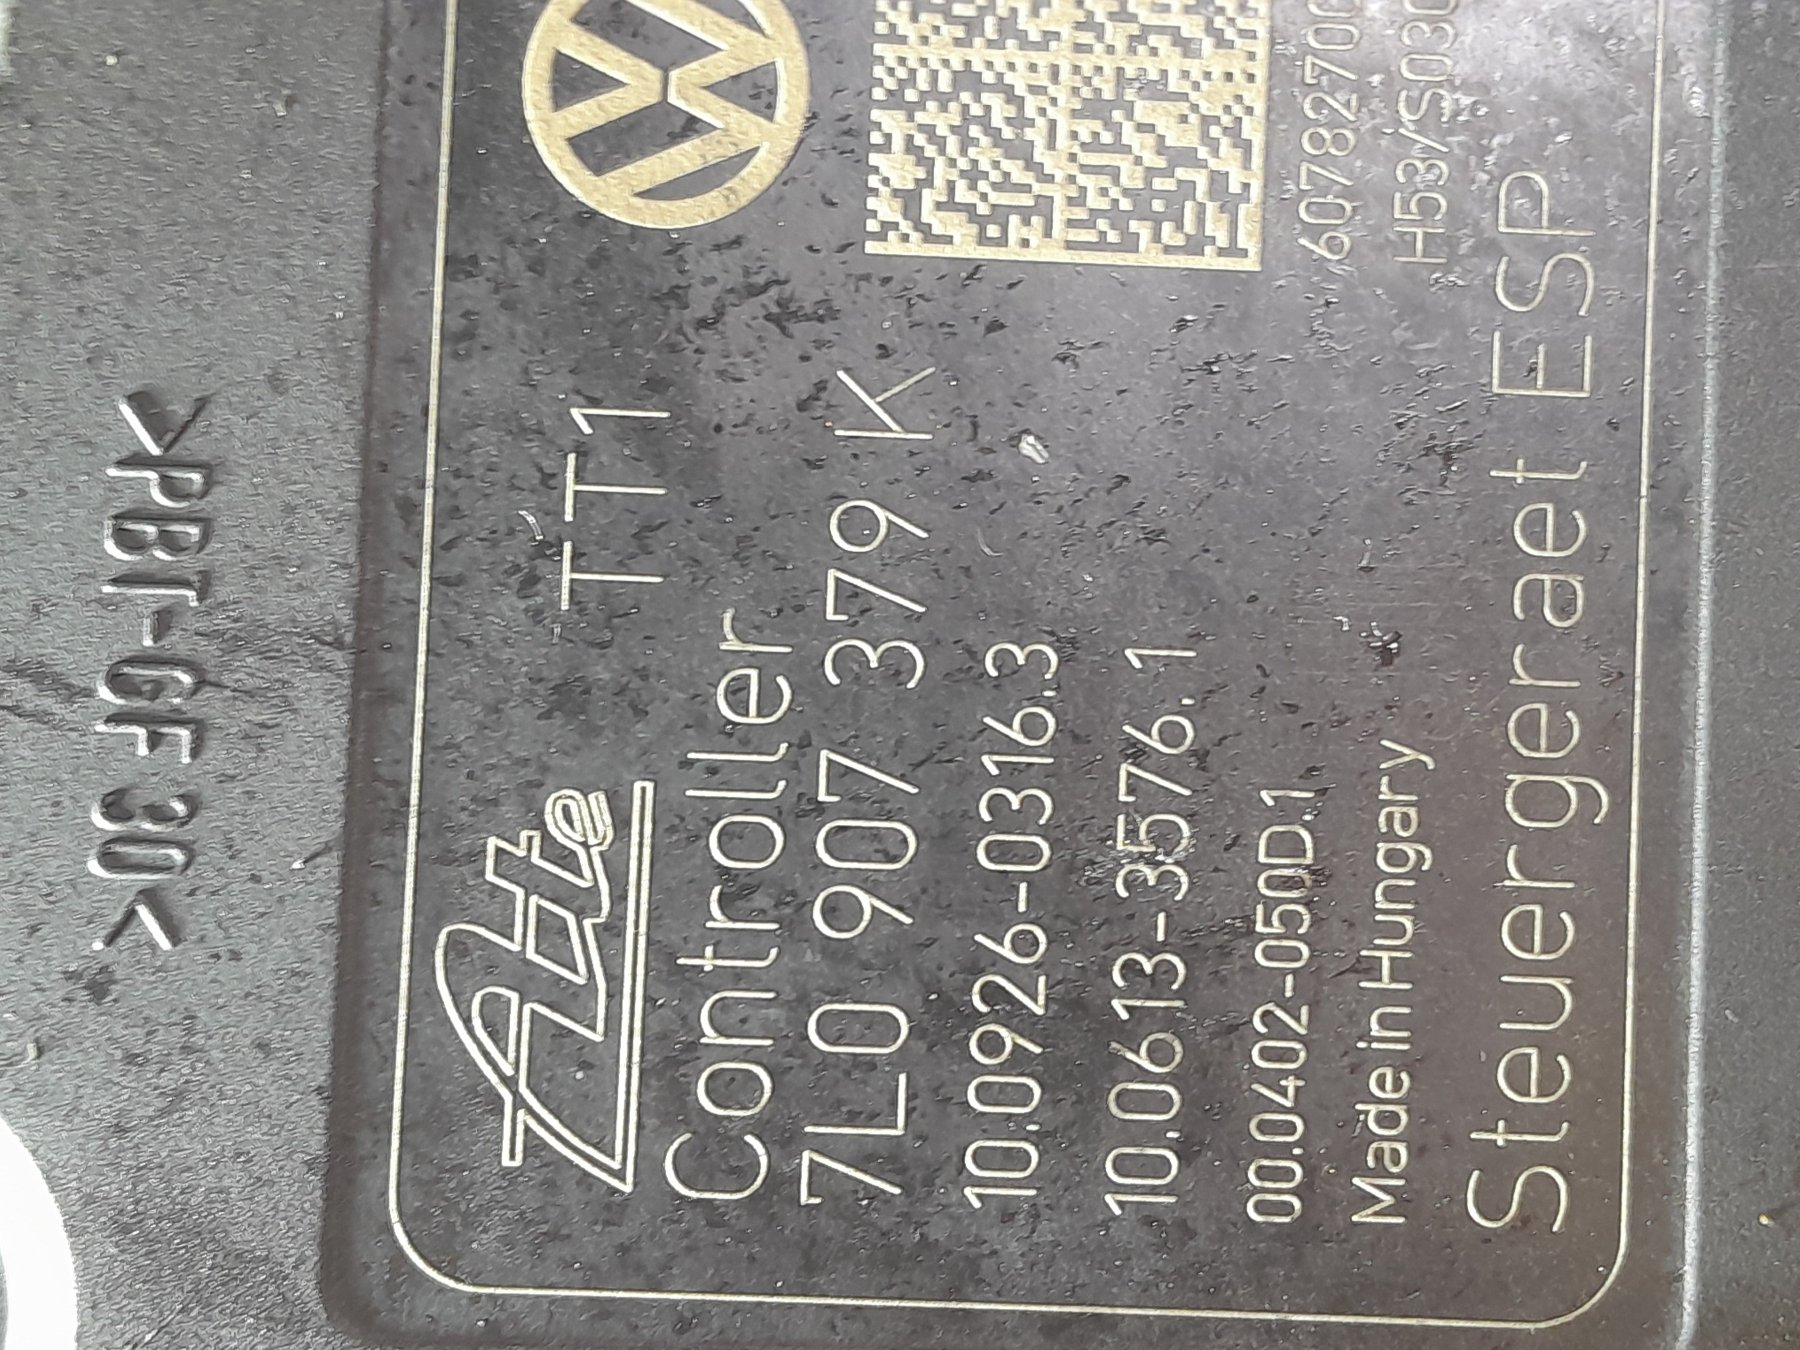 >PBT-GF 30<
Ate
TT1
Controller
7L0 907 379 K
10.0926-0316.3
10.0613-3576.1
00.0402-050D.1
Made in Hungary
Steuergeraet ESP